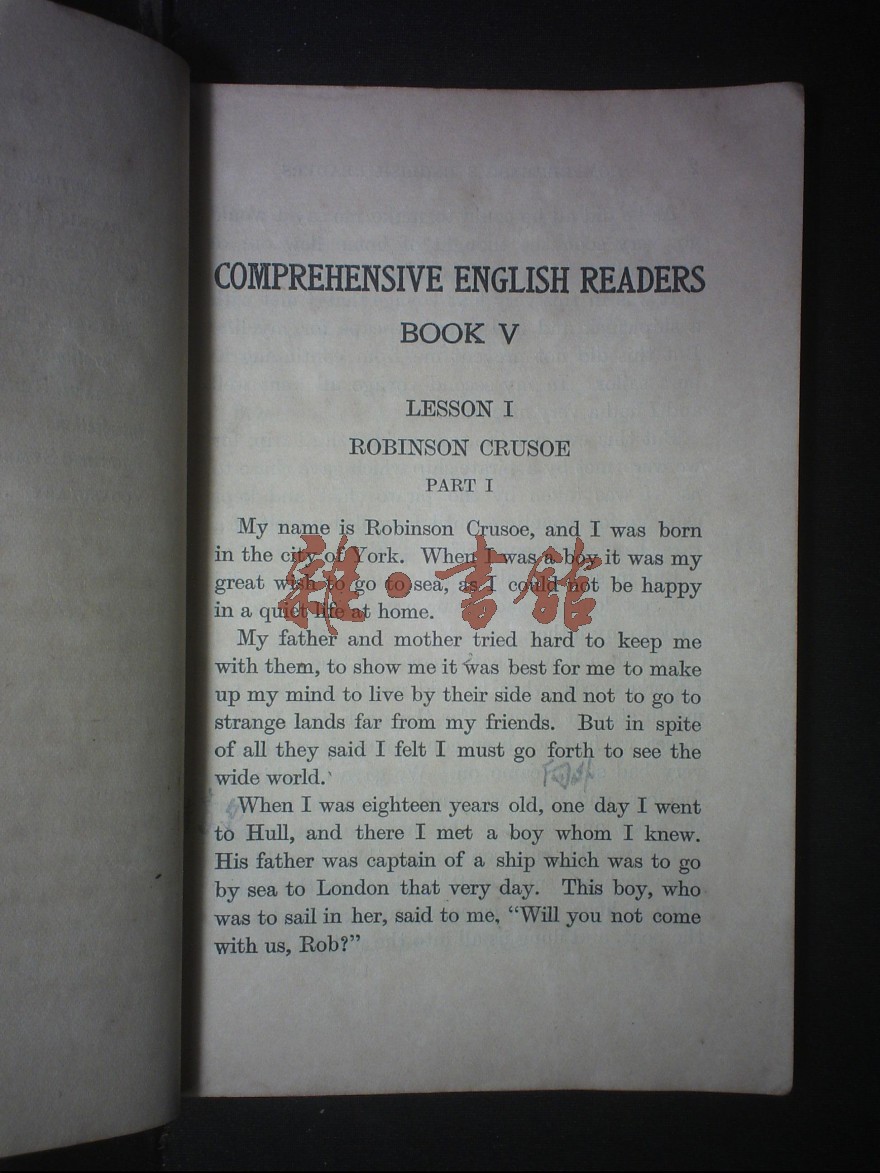 COMPREHENSIVE ENGLISH READERS
BOOK V
LESSON I
ROBINSON CRUSOE
PART I
My name is Robinson Crusoe, and I was born
in the city of York. When I was a boy it was my
great wish to go to sea, as I could not be happy
in a quiet life at home.
My father and mother tried hard to keep me
with them, to show me it was best for me to make
up my mind to live by their side and not to go to
strange lands far from my friends. But in spite
of all they said I felt I must go forth to see the
wide world.
向外
When I was eighteen years old, one day I went
to Hull, and there I met a boy whom I knew.
His father was captain of a ship which was to go
by sea to London that very day. This boy, who
was to sail in her, said to me, “Will you not come
with us, Rob?”
雜·書館